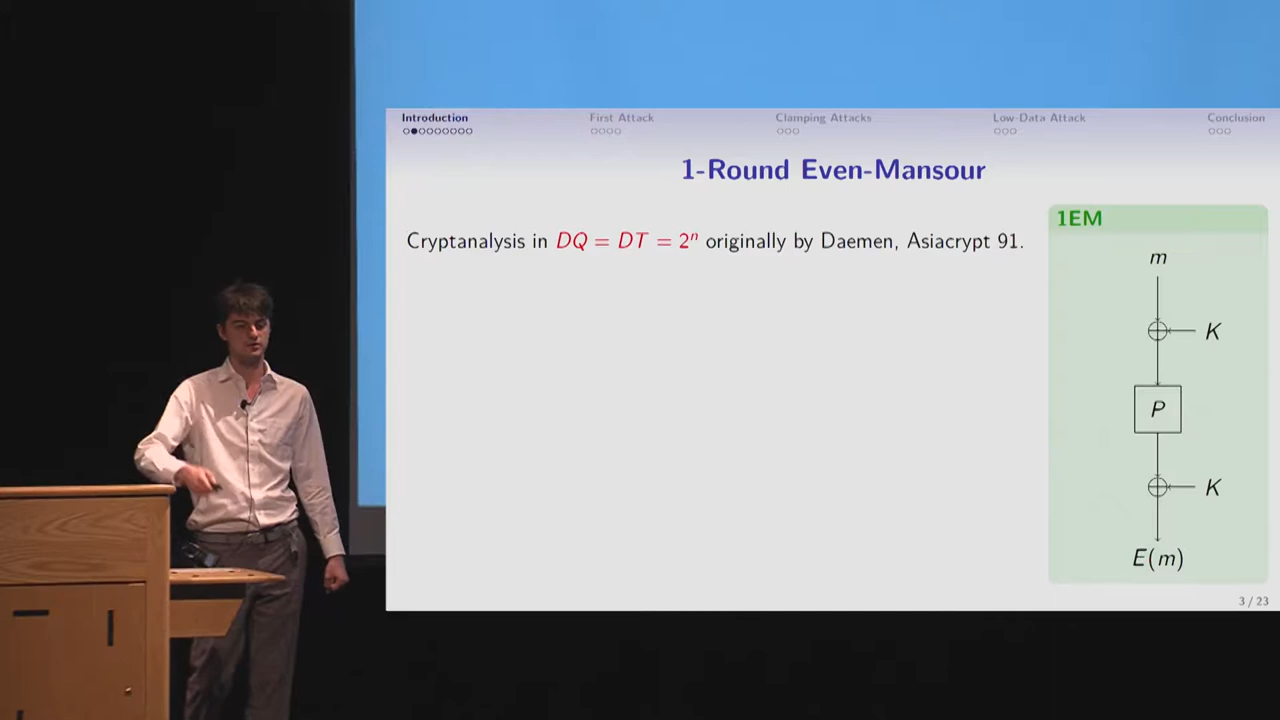 Introduction First Attack Clamping Attacks Low-Data Attack Conclusion
1-Round Even-Mansour
Cryptanalysis in DQ = DT = 2ⁿ originally by Daemen, Asiacrypt 91.
1EM
m
K
P
K
E(m)
3 / 23